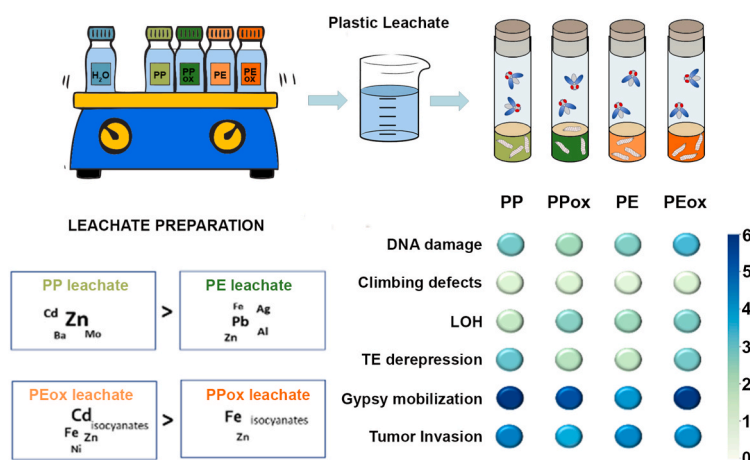 Plastic Leachate
H₂O
PP
PP
ox
PE
PE
ox
LEACHATE PREPARATION
PP leachate
Cd Zn
Ba Mo
>
PE leachate
Fe Ag
Pb
Zn Al
PEox leachate
Cd
isocyanates
Fe Zn
Ni
>
PPox leachate
Fe isocyanates
Zn
PP PPox PE PEox
DNA damage
Climbing defects
LOH
TE derepression
Gypsy mobilization
Tumor Invasion
6
5
4
3
2
1
0